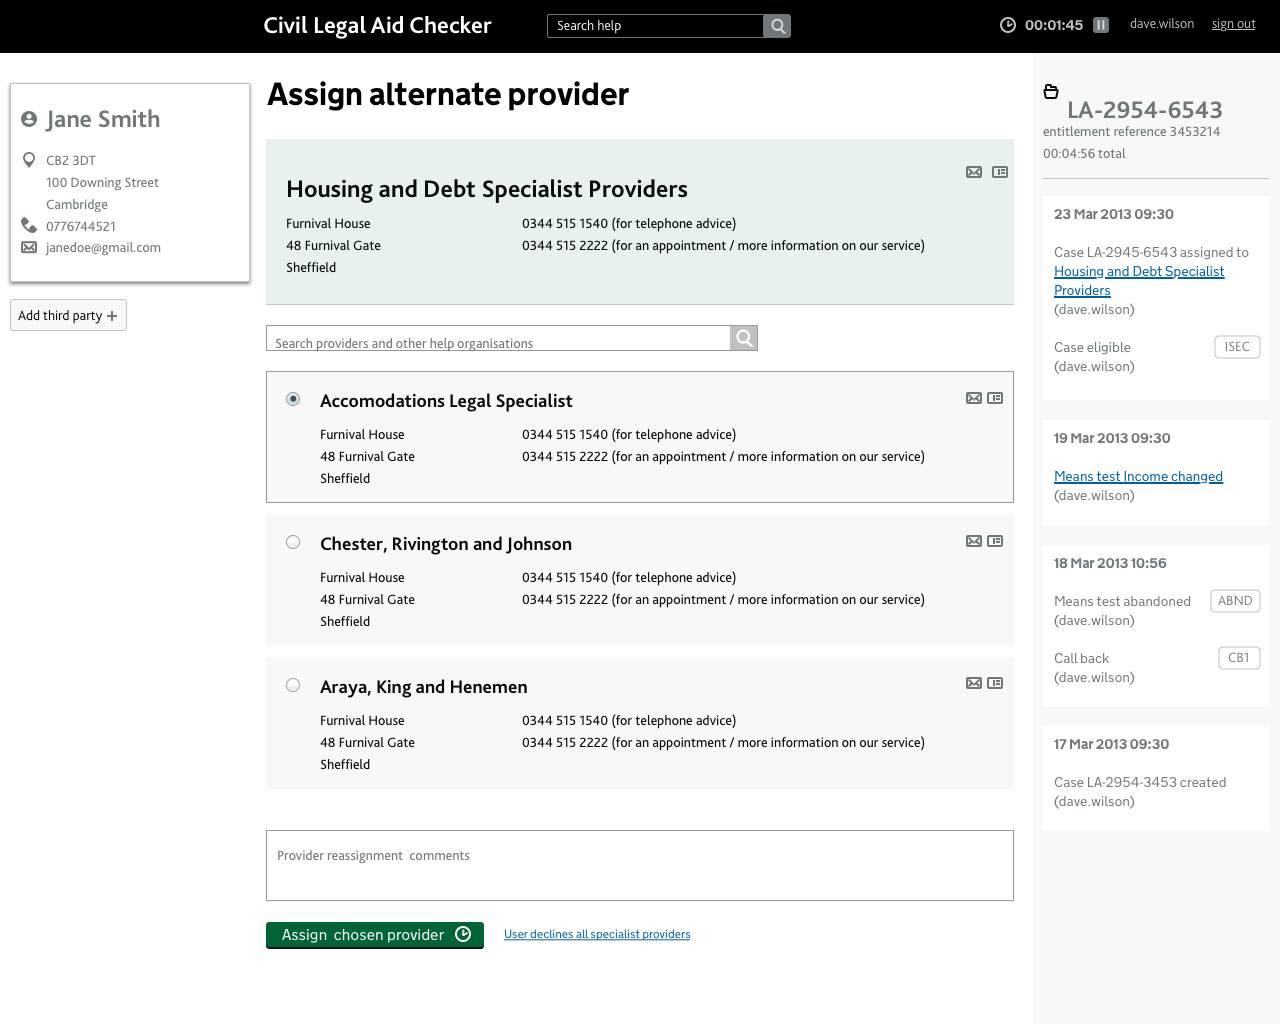 Civil Legal Aid Checker
Search help
00:01:45
dave.wilson
sign out
Jane Smith
CB2 3DT
100 Downing Street
Cambridge
0776744521
janedoe@gmail.com
Add third party
Assign alternate provider
Housing and Debt Specialist Providers
Furnival House
0344 515 1540 (for telephone advice)
48 Furnival Gate
0344 515 2222 (for an appointment / more information on our service)
Sheffield
Search providers and other help organisations
Accomodations Legal Specialist
Furnival House
0344 515 1540 (for telephone advice)
48 Furnival Gate
0344 515 2222 (for an appointment / more information on our service)
Sheffield
Chester, Rivington and Johnson
Furnival House
0344 515 1540 (for telephone advice)
48 Furnival Gate
0344 515 2222 (for an appointment / more information on our service)
Sheffield
Araya, King and Henemen
Furnival House
0344 515 1540 (for telephone advice)
48 Furnival Gate
0344 515 2222 (for an appointment / more information on our service)
Sheffield
Provider reassignment comments
Assign chosen provider
User declines all specialist providers
LA-2954-6543
entitlement reference 3453214
00:04:56 total
23 Mar 2013 09:30
Case LA-2945-6543 assigned to
Housing and Debt Specialist
Providers
(dave.wilson)
Case eligible
ISEC
(dave.wilson)
19 Mar 2013 09:30
Means test Income changed
(dave.wilson)
18 Mar 2013 10:56
Means test abandoned
ABND
(dave.wilson)
Call back
CB1
(dave.wilson)
17 Mar 2013 09:30
Case LA-2954-3453 created
(dave.wilson)